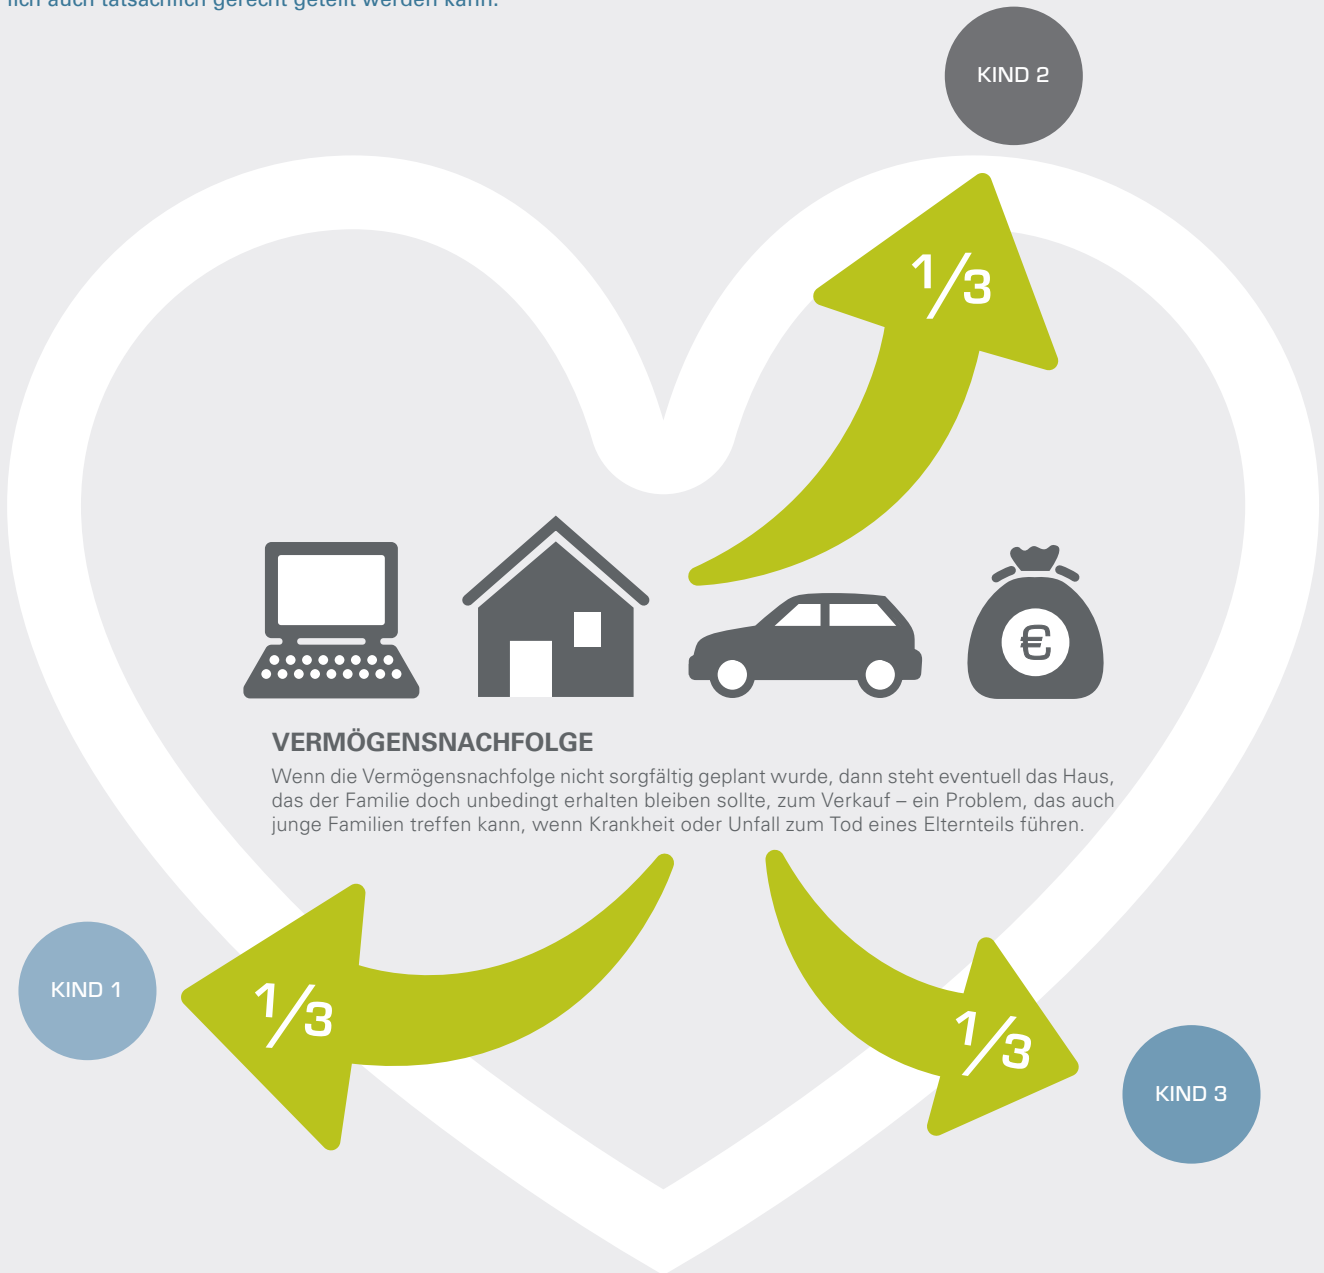 lich auch tatsächlich gerecht geteilt werden kann.
KIND 2
1/3
€
VERMÖGENSNACHFOLGE
Wenn die Vermögensnachfolge nicht sorgfältig geplant wurde, dann steht eventuell das Haus,
das der Familie doch unbedingt erhalten bleiben sollte, zum Verkauf – ein Problem, das auch
junge Familien treffen kann, wenn Krankheit oder Unfall zum Tod eines Elternteils führen.
KIND 1
1/3
1/3
KIND 3